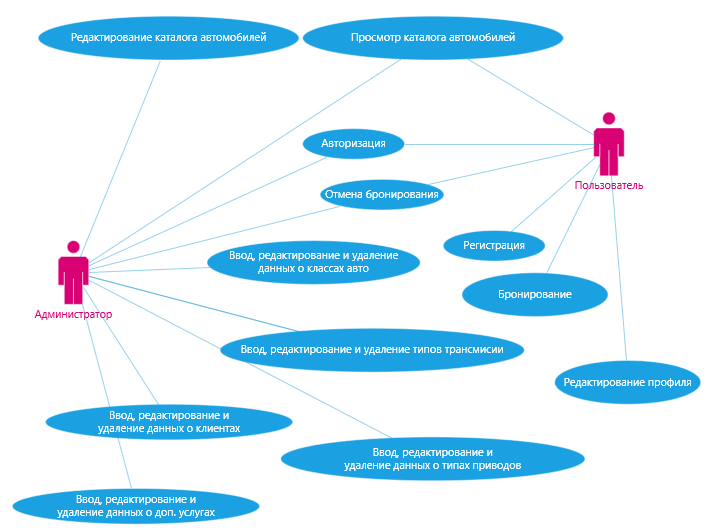 Редактирование каталога автомобилей
Просмотр каталога автомобилей
Авторизация
Пользователь
Отмена бронирования
Регистрация
Ввод, редактирование и удаление
данных о классах авто
Бронирование
Администратор
Ввод, редактирование и удаление типов трансмисии
Редактирование профиля
Ввод, редактирование и
удаление данных о клиентах
Ввод, редактирование и
удаление данных о типах приводов
Ввод, редактирование и
удаление данных о доп. услугах